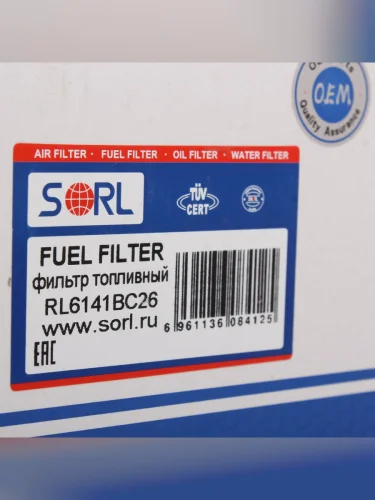 O.E.M
Quality Assurance
AIR FILTER · FUEL FILTER · OIL FILTER · WATER FILTER
SORL
TÜV
CERT
FUEL FILTER
фильтр топливный
RL6141BC26
www.sorl.ru
6 961136 084125
EAC